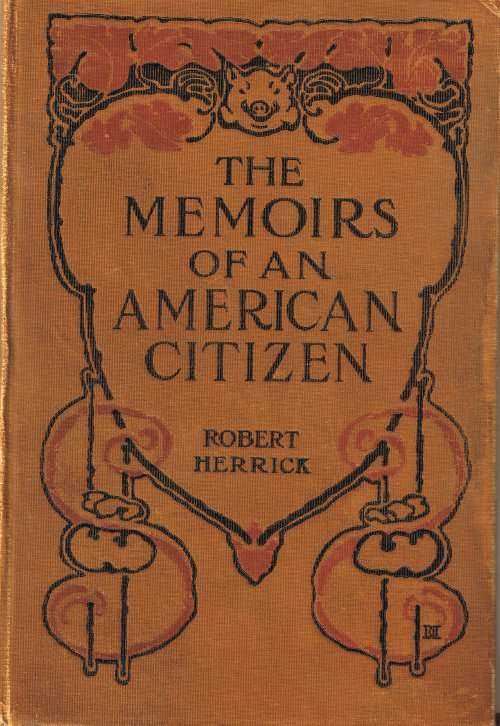 THE
MEMOIRS
OF AN
AMERICAN
CITIZEN
ROBERT
HERRICK